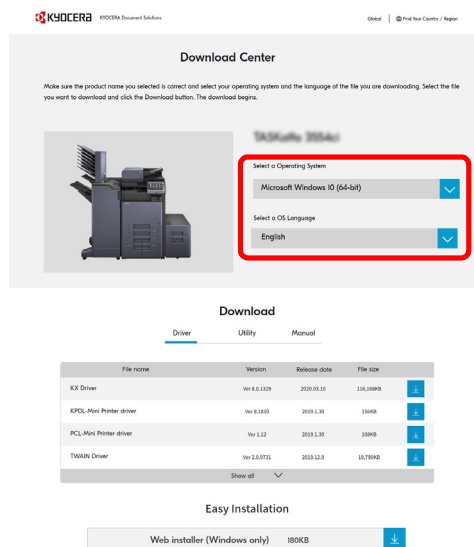 KYOCERA KYOCERA Document Solutions Global Find Your Country / Region
Download Center
Make sure the product name you selected is correct and select your operating system and the language of the file you are downloading. Select the file
you want to download and click the Download button. The download begins.
Select a Operating System
Microsoft Windows 10 (64-bit)
Select a OS Language
English
Download
Driver Utility Manual
File name Version Release date File size
KX Driver Ver 8.0.1329 2020.03.10 116,168KB
KPDL-Mini Printer driver Ver 8.1810 2019.1.30 156KB
PCL-Mini Printer driver Ver 1.12 2019.1.30 108KB
TWAIN Driver Ver 2.0.9731 2019.12.9 19,790KB
Show all
Easy Installation
Web installer (Windows only) 180KB